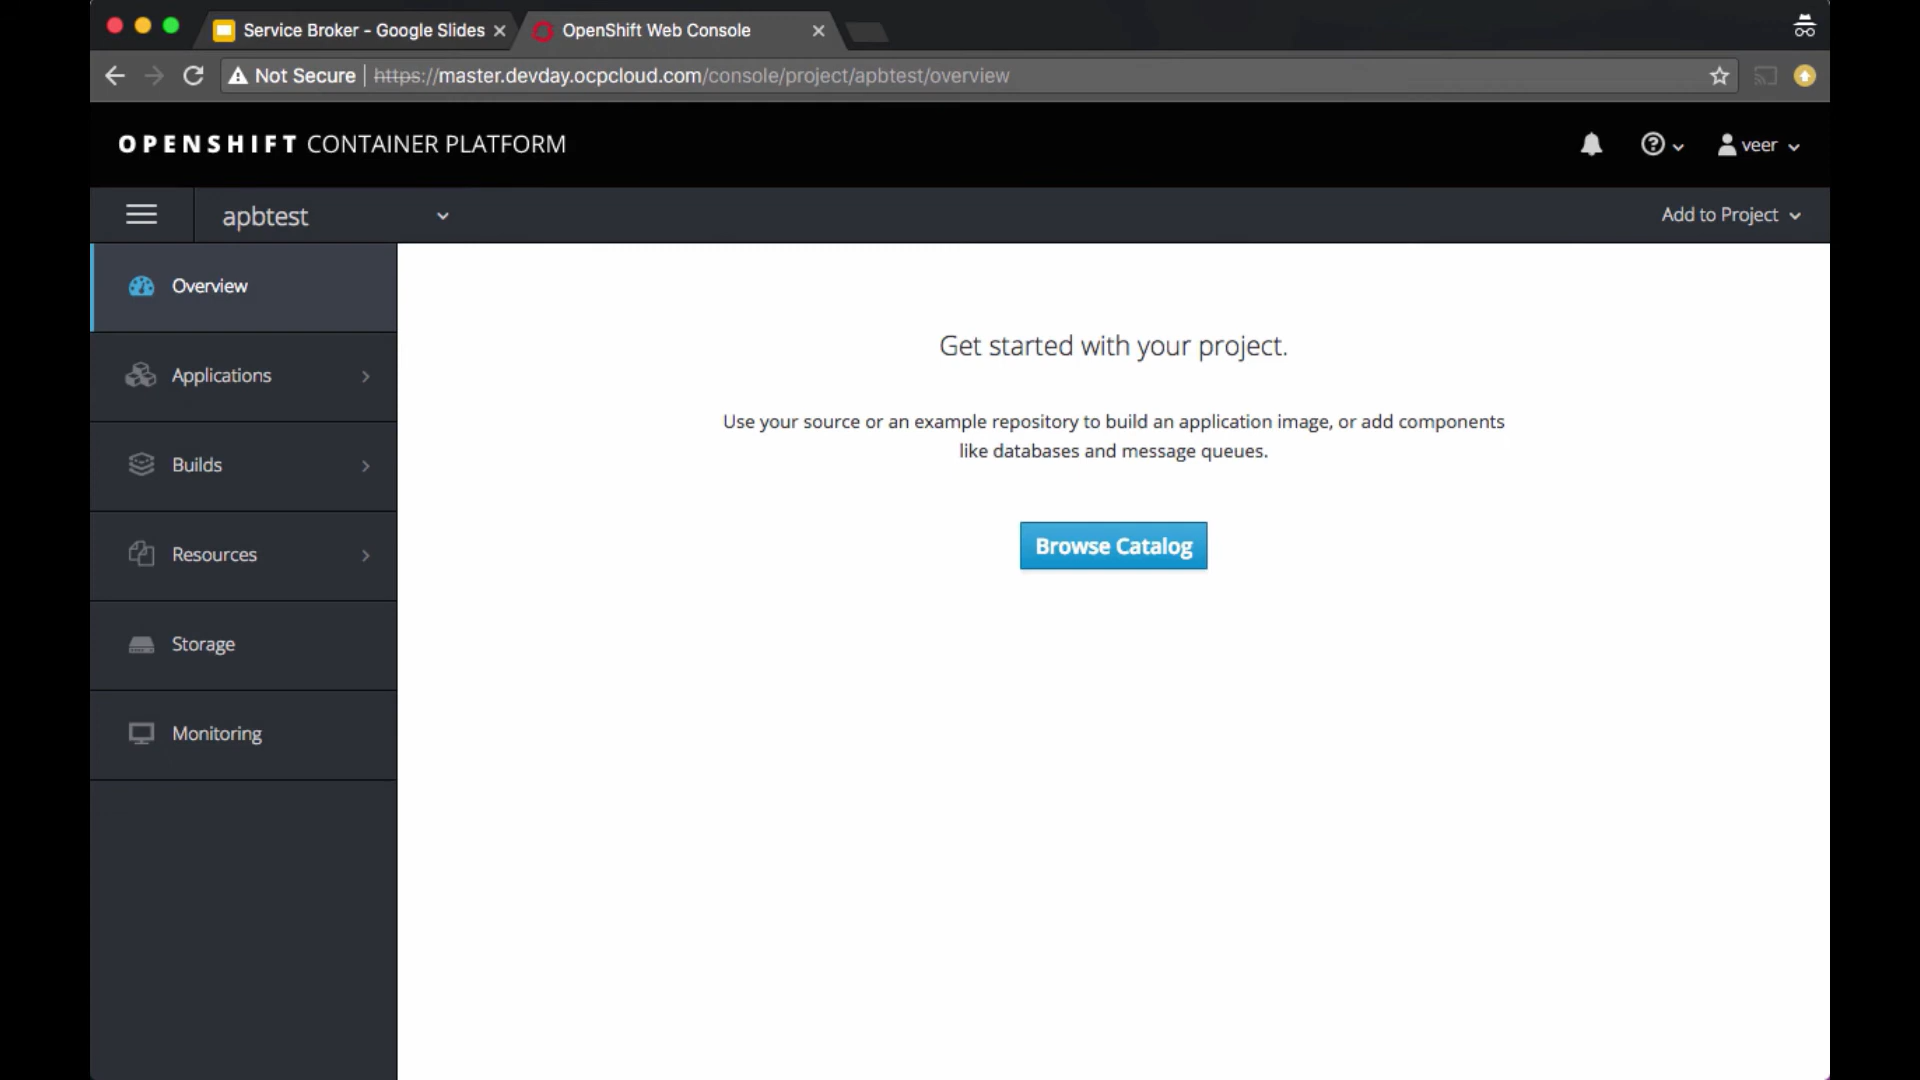 Service Broker - Google Slides
OpenShift Web Console
Not Secure
https://master.devday.ocpcloud.com/console/project/apbtest/overview
OPENSHIFT CONTAINER PLATFORM
veer
apbtest
Add to Project
Overview
Applications
Builds
Resources
Storage
Monitoring
Get started with your project.
Use your source or an example repository to build an application image, or add components
like databases and message queues.
Browse Catalog